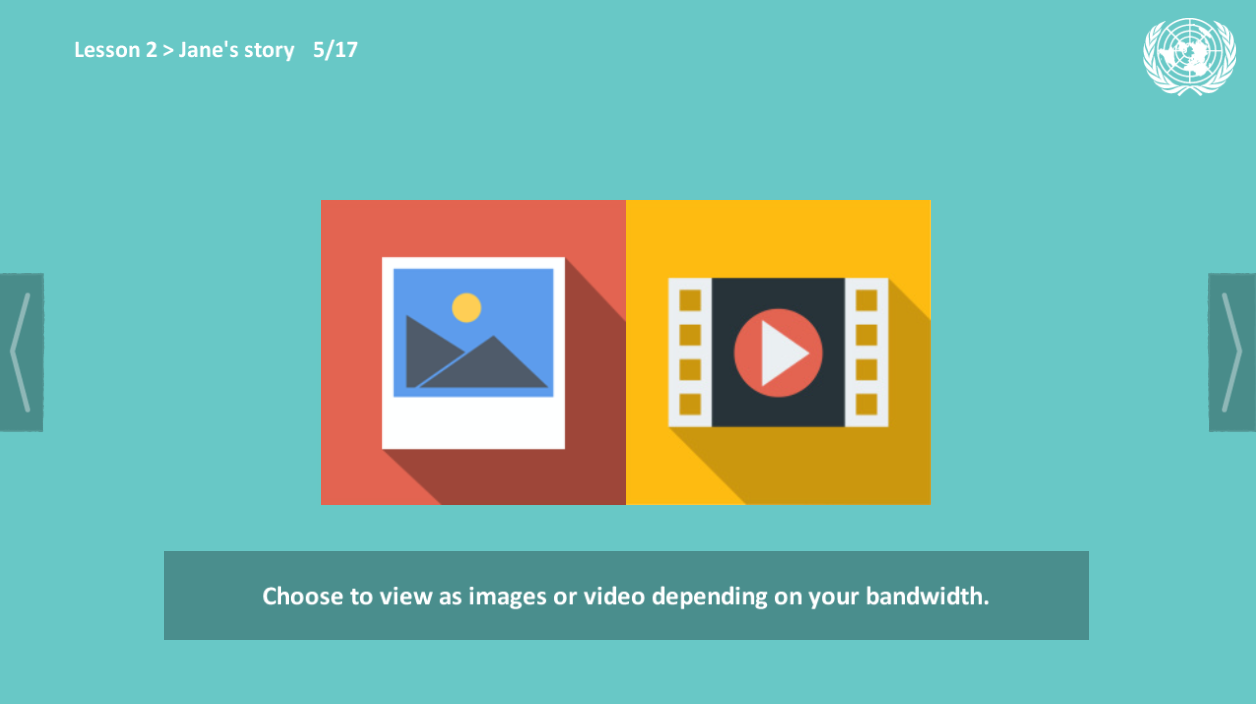 Lesson 2 > Jane's story 5/17
Choose to view as images or video depending on your bandwidth.